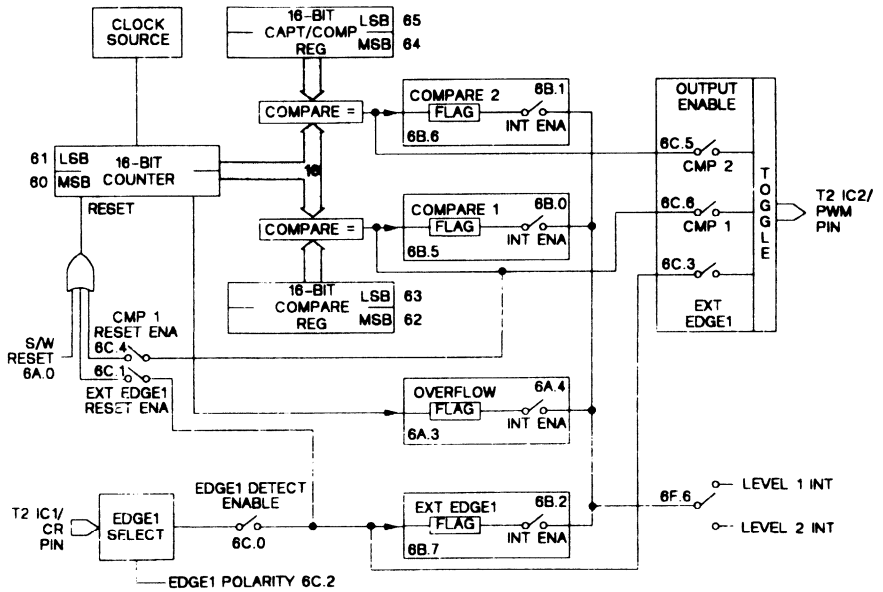 CLOCK
SOURCE
16-BIT
CAPT/COMP
REG
LSB 65
MSB 64
COMPARE =
COMPARE 2
6B.1
FLAG
INT ENA
6B.6
OUTPUT
ENABLE
6C.5
CMP 2
61 LSB
60 MSB
16-BIT
COUNTER
RESET
16
COMPARE =
COMPARE 1
6B.0
FLAG
INT ENA
6B.5
6C.6
CMP 1
6C.3
EXT
EDGE1
TOGGLE
T2 IC2/
PWM
PIN
16-BIT
COMPARE
REG
LSB 63
MSB 62
S/W
RESET
6A.0
CMP 1
RESET ENA
6C.4
6C.1
EXT EDGE1
RESET ENA
OVERFLOW
6A.4
FLAG
INT ENA
6A.3
T2 IC1/
CR
PIN
EDGE1
SELECT
EDGE1 DETECT
ENABLE
6C.0
EXT EDGE1
6B.2
FLAG
INT ENA
6B.7
6F.6
LEVEL 1 INT
LEVEL 2 INT
EDGE1 POLARITY 6C.2